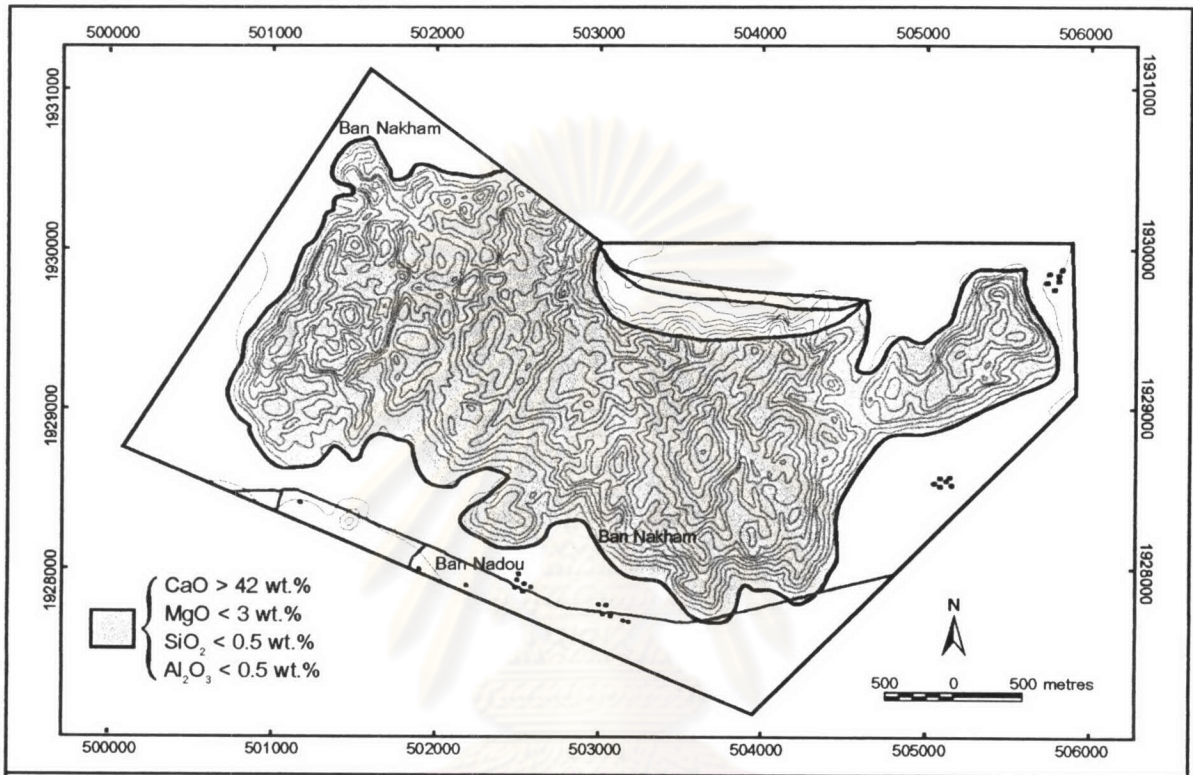 500000 501000 502000 503000 504000 505000 506000
1931000 1931000
Ban Nakham
1930000 1930000
1929000 1929000
Ban Nakham
Ban Nadou
1928000 1928000
CaO > 42 wt.%
MgO < 3 wt.%
SiO₂ < 0.5 wt.%
Al₂O₃ < 0.5 wt.%
N
500 0 500 metres
500000 501000 502000 503000 504000 505000 506000